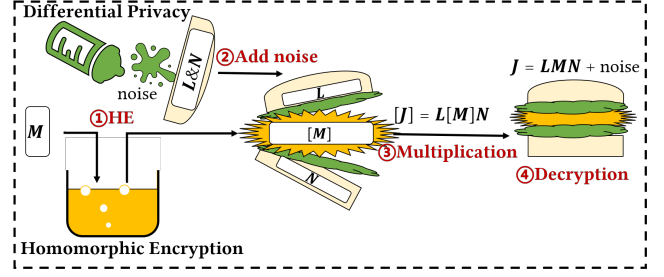 Differential Privacy
noise
L&N
②Add noise
J = LMN + noise
M
①HE
L
[M]
N
[J] = L[M]N
③Multiplication
④Decryption
Homomorphic Encryption